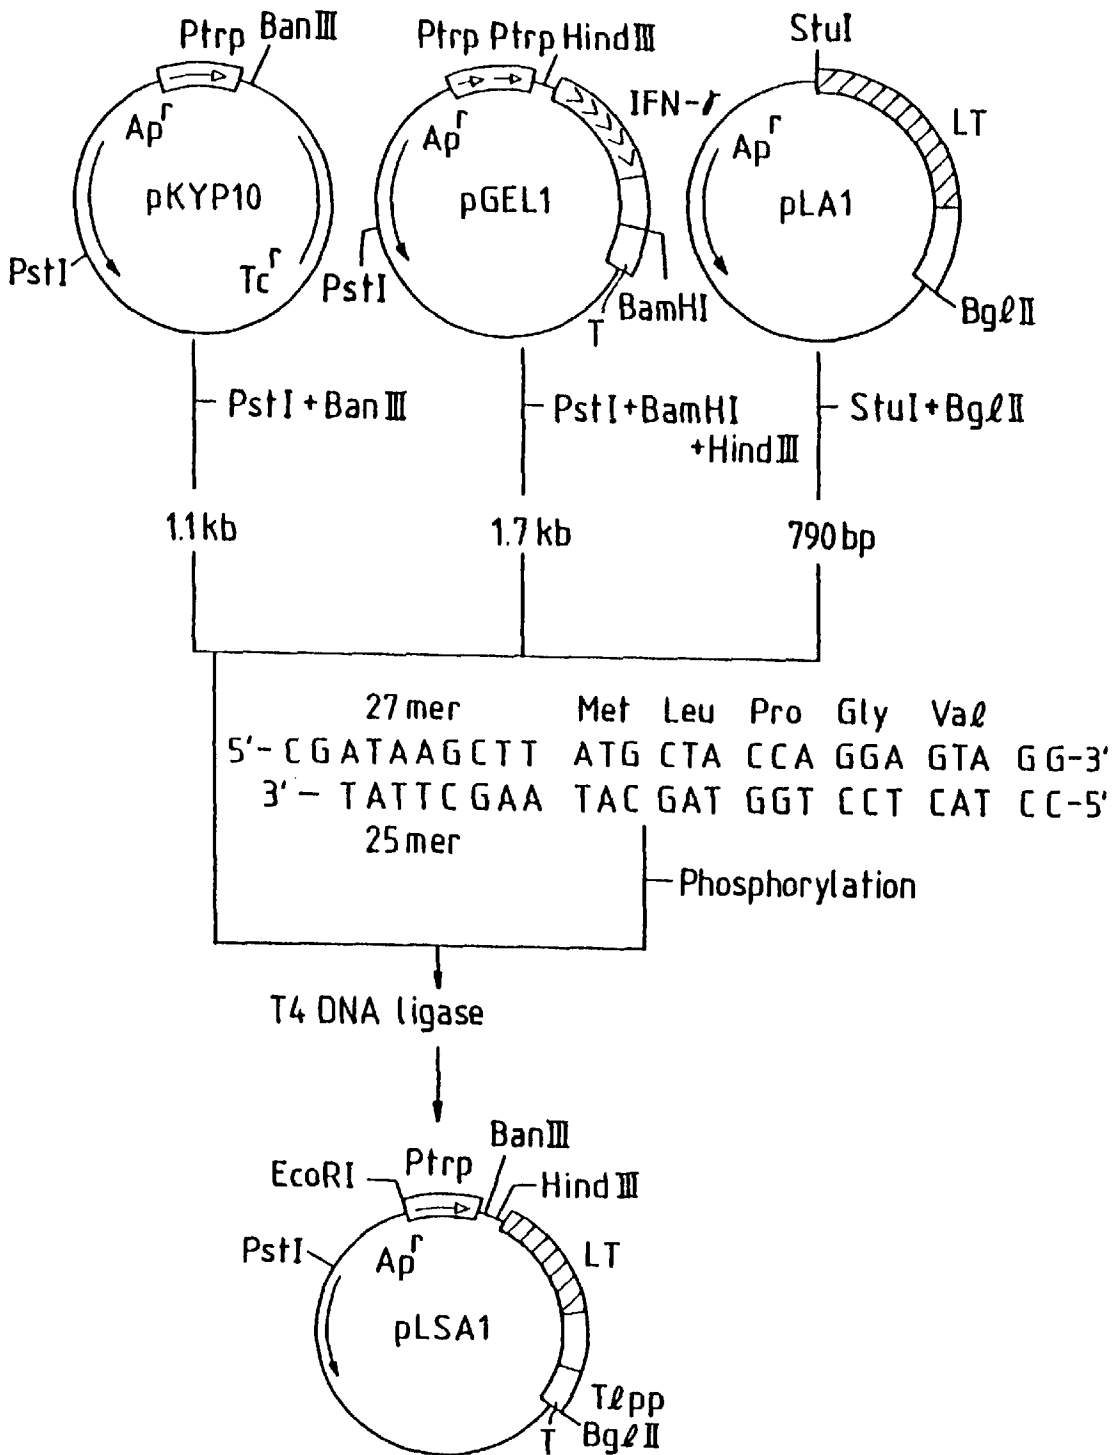 Ptrp BanIII
Ap^r
pKYP10
PstI
Tc^r
PstI + BanIII
1.1 kb
Ptrp Ptrp HindIII
IFN-γ
Ap^r
pGEL1
PstI
T
BamHI
PstI + BamHI
+ HindIII
1.7 kb
StuI
LT
Ap^r
pLA1
BglII
StuI + BglII
790 bp
27 mer Met Leu Pro Gly Val
5'- CGATAAGCTT ATG CTA CCA GGA GTA GG-3'
3'- TATTCGAA TAC GAT GGT CCT CAT CC-5'
25 mer
Phosphorylation
T4 DNA ligase
BanIII
EcoRI Ptrp HindIII
PstI
Ap^r
LT
pLSA1
Tlpp
T BglII